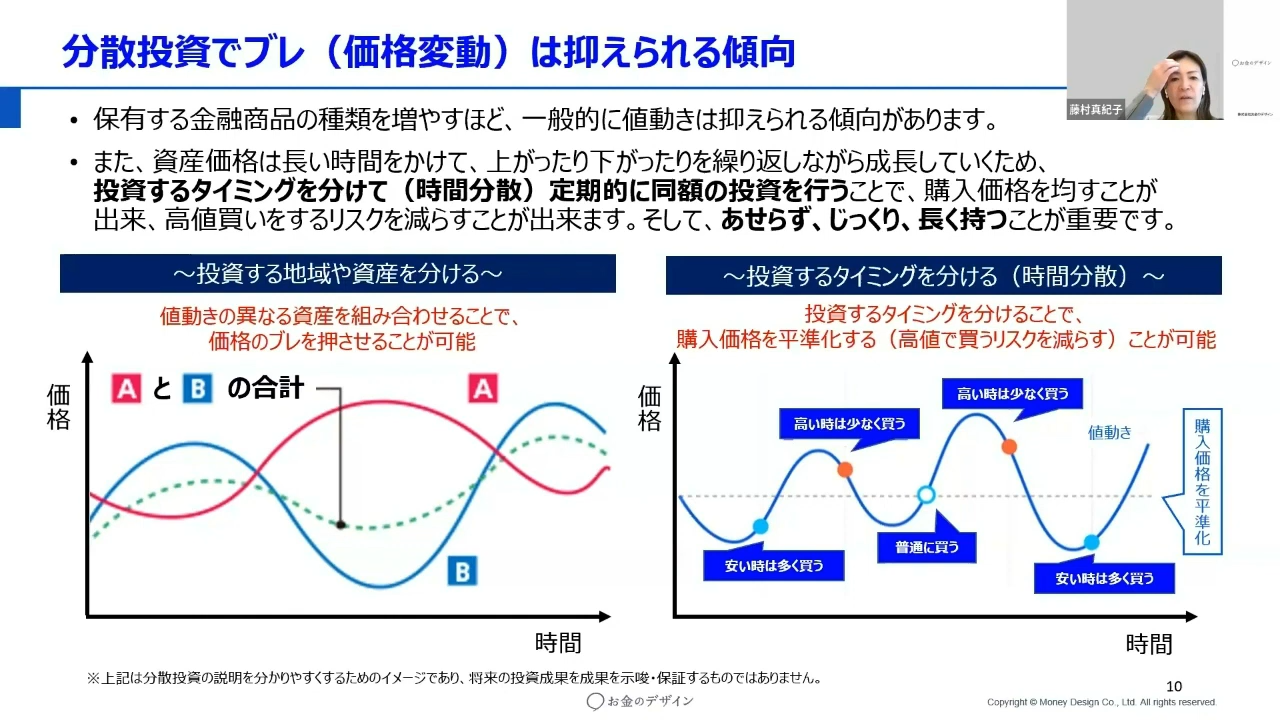 分散投資でブレ（価格変動）は抑えられる傾向
藤村真紀子
お金のデザイン
• 保有する金融商品の種類を増やすほど、一般的に値動きは抑えられる傾向があります。
• また、資産価格は長い時間をかけて、上がったり下がったりを繰り返しながら成長していくため、
投資するタイミングを分けて（時間分散）定期的に同額の投資を行うことで、購入価格を均すことが
出来、高値買いをするリスクを減らすことが出来ます。そして、あせらず、じっくり、長く持つことが重要です。
～投資する地域や資産を分ける～
値動きの異なる資産を組み合わせることで、
価格のブレを押させることが可能
価格
A と B の合計
A
B
時間
～投資するタイミングを分ける（時間分散）～
投資するタイミングを分けることで、
購入価格を平準化する（高値で買うリスクを減らす）ことが可能
価格
高い時は少なく買う
高い時は少なく買う
値動き
購入価格を平準化
普通に買う
安い時は多く買う
安い時は多く買う
時間
※上記は分散投資の説明を分かりやすくするためのイメージであり、将来の投資成果を成果を示唆・保証するものではありません。
お金のデザイン
10
Copyright © Money Design Co., Ltd. All rights reserved.